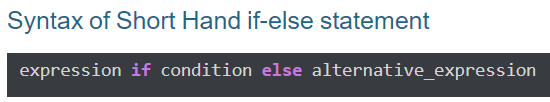 Syntax of Short Hand if-else statement
expression if condition else alternative_expression